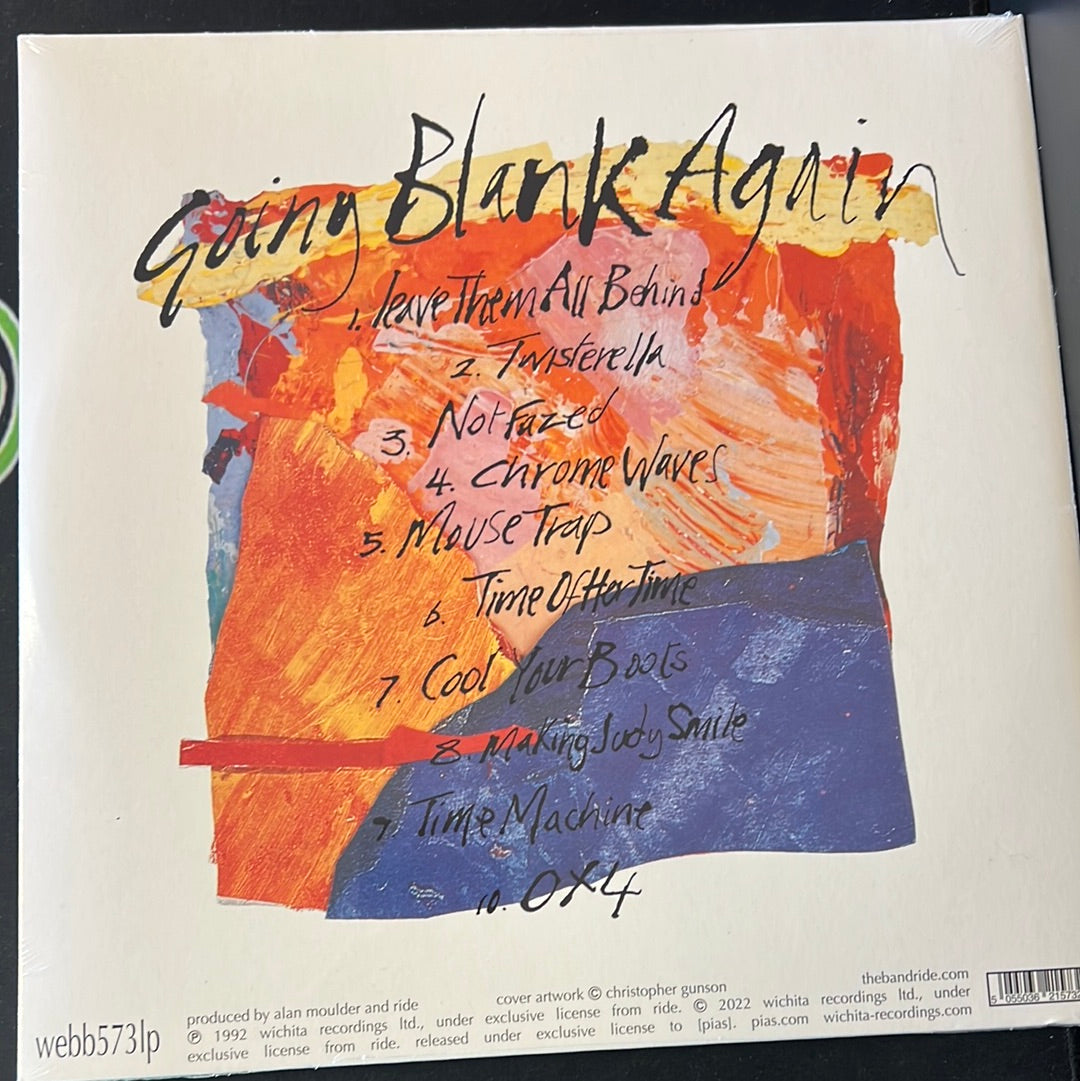 Going Blank Again
1. leave Them All Behind
2. Twisterella
3. Not Fazed
4. Chrome Waves
5. Mouse Trap
6. Time Of Her Time
7. Cool Your Boots
8. Making Judy Smile
9 Time Machine
10. OX4
thebandride.com
produced by alan moulder and ride cover artwork © christopher gunson
℗ 1992 wichita recordings ltd., under exclusive license from ride. © 2022 wichita recordings ltd., under
exclusive license from ride. released under exclusive license to [pias]. pias.com wichita-recordings.com
webb573lp
5 055036 215732